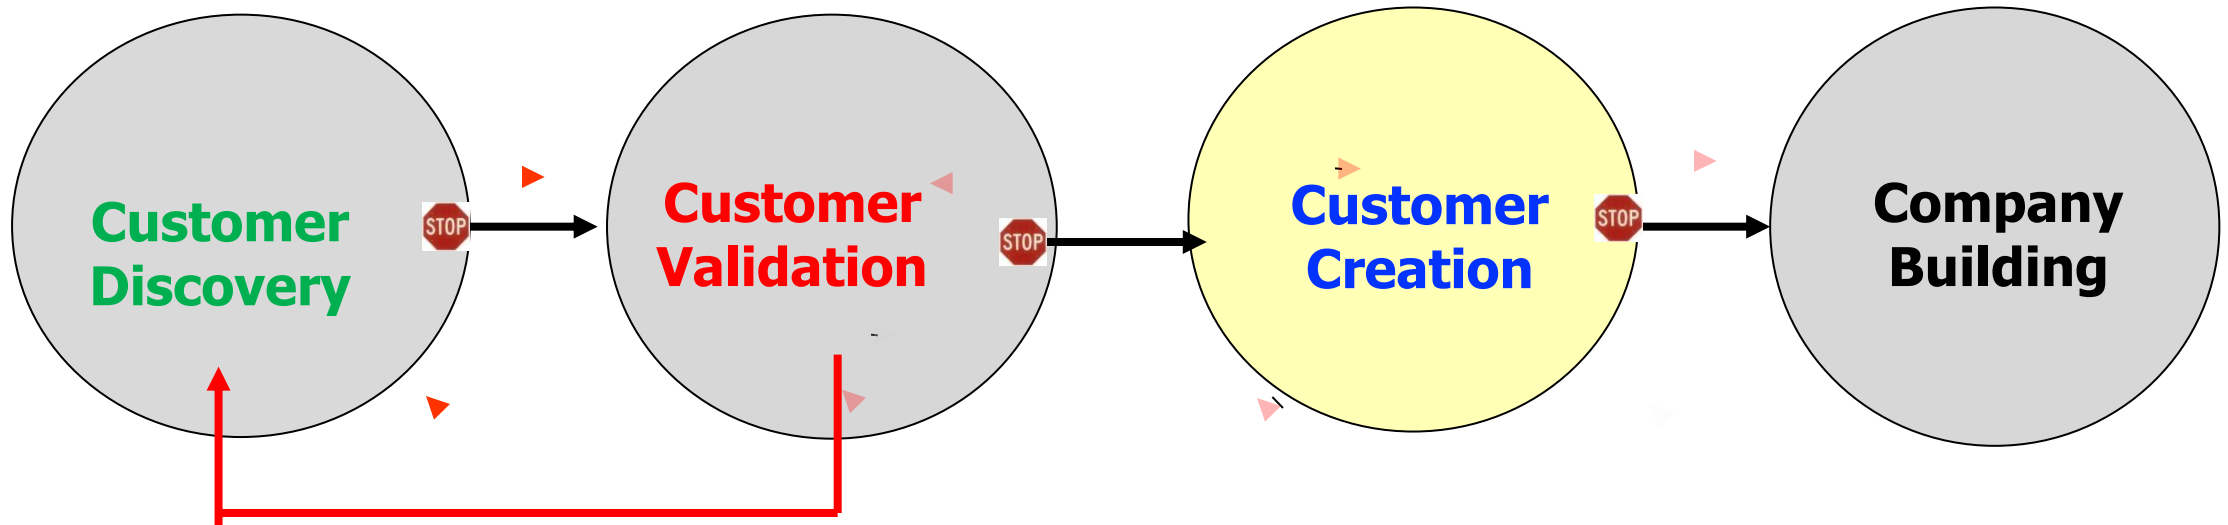 Customer
Discovery
STOP
Customer
Validation
STOP
Customer
Creation
STOP
Company
Building